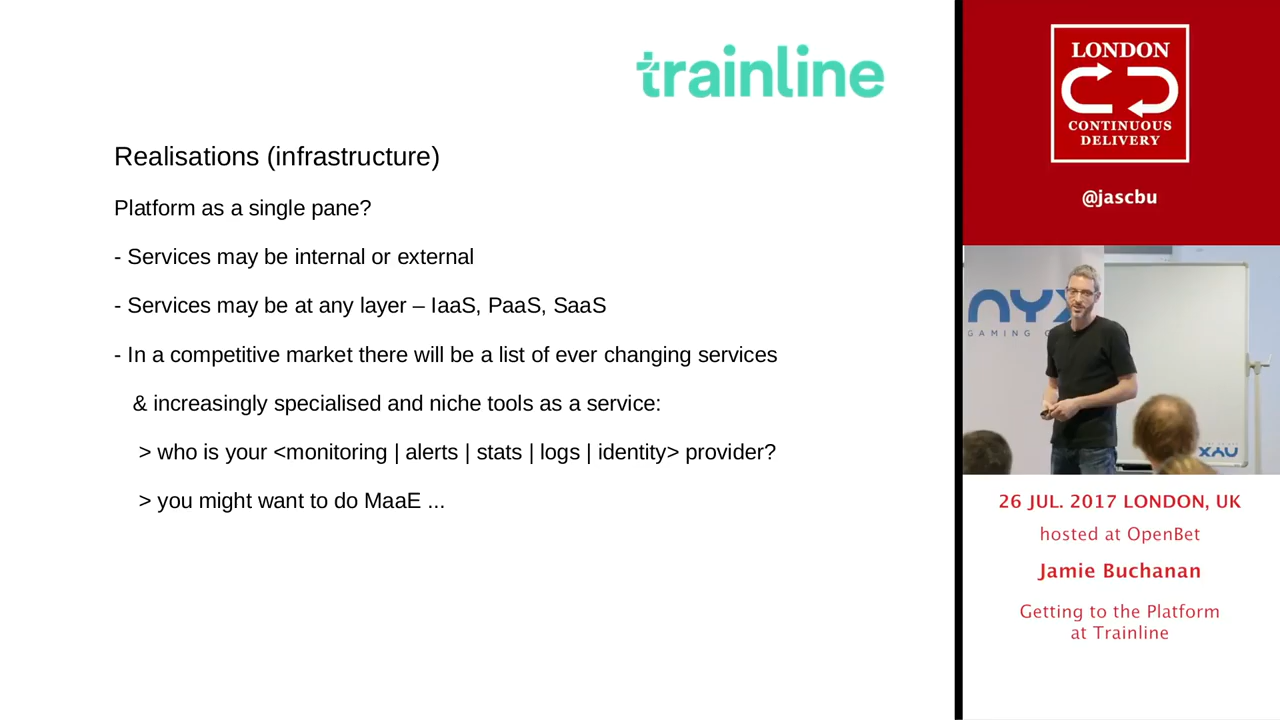 trainline
Realisations (infrastructure)
Platform as a single pane?
- Services may be internal or external
- Services may be at any layer – IaaS, PaaS, SaaS
- In a competitive market there will be a list of ever changing services
& increasingly specialised and niche tools as a service:
> who is your <monitoring | alerts | stats | logs | identity> provider?
> you might want to do MaaE ...
LONDON
CONTINUOUS
DELIVERY
@jascbu
NYX
GAMING G
26 JUL. 2017 LONDON, UK
hosted at OpenBet
Jamie Buchanan
Getting to the Platform
at Trainline